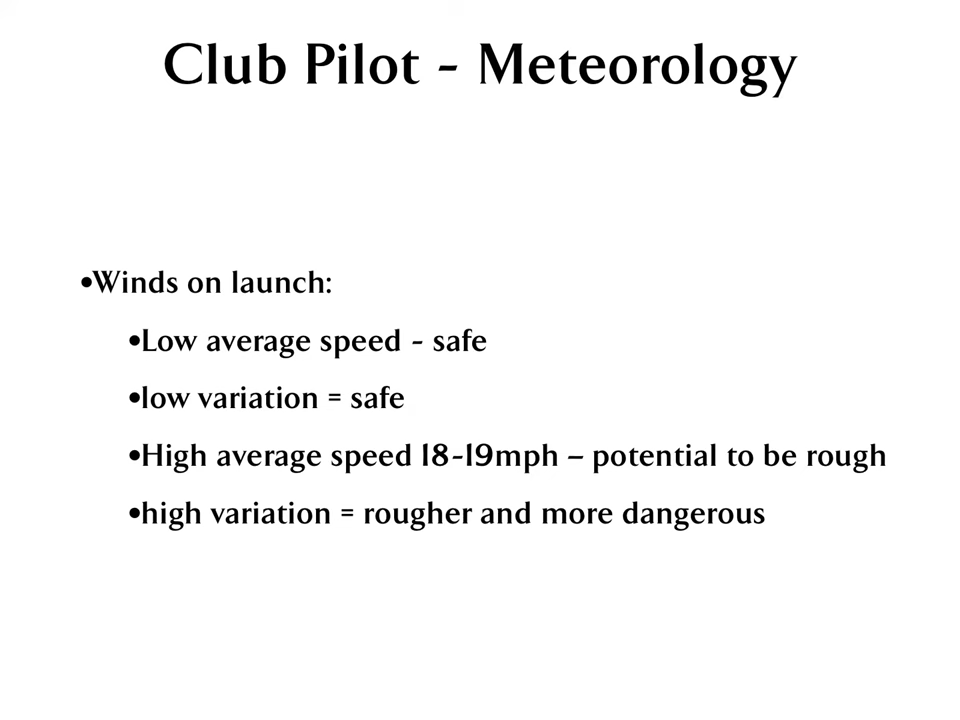 Club Pilot - Meteorology
•Winds on launch:
•Low average speed - safe
•low variation = safe
•High average speed 18-19mph – potential to be rough
•high variation = rougher and more dangerous